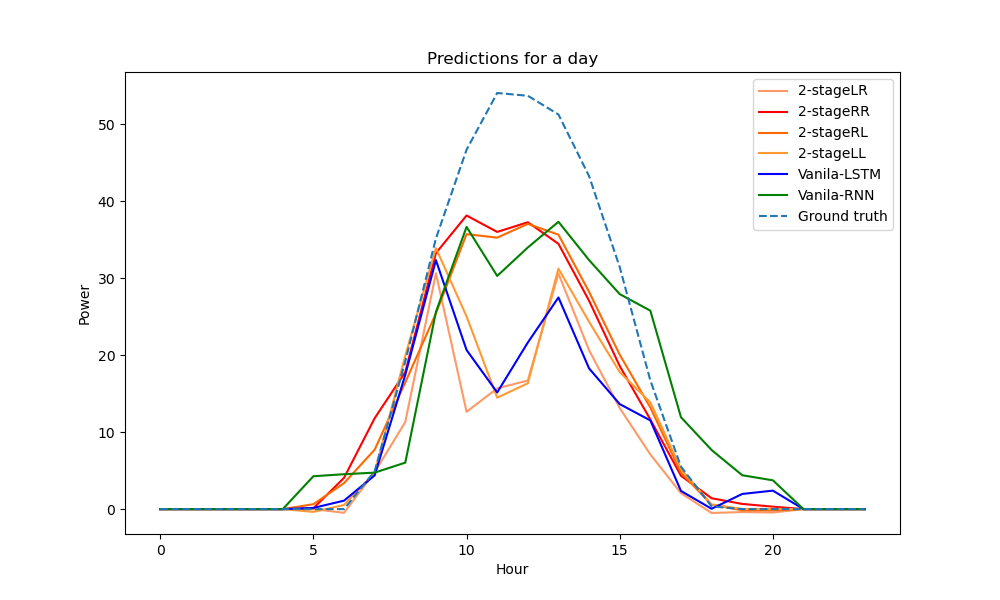 Predictions for a day
2-stageLR
2-stageRR
2-stageRL
2-stageLL
Vanila-LSTM
Vanila-RNN
Ground truth
Power
50
40
30
20
10
0
0 5 10 15 20
Hour